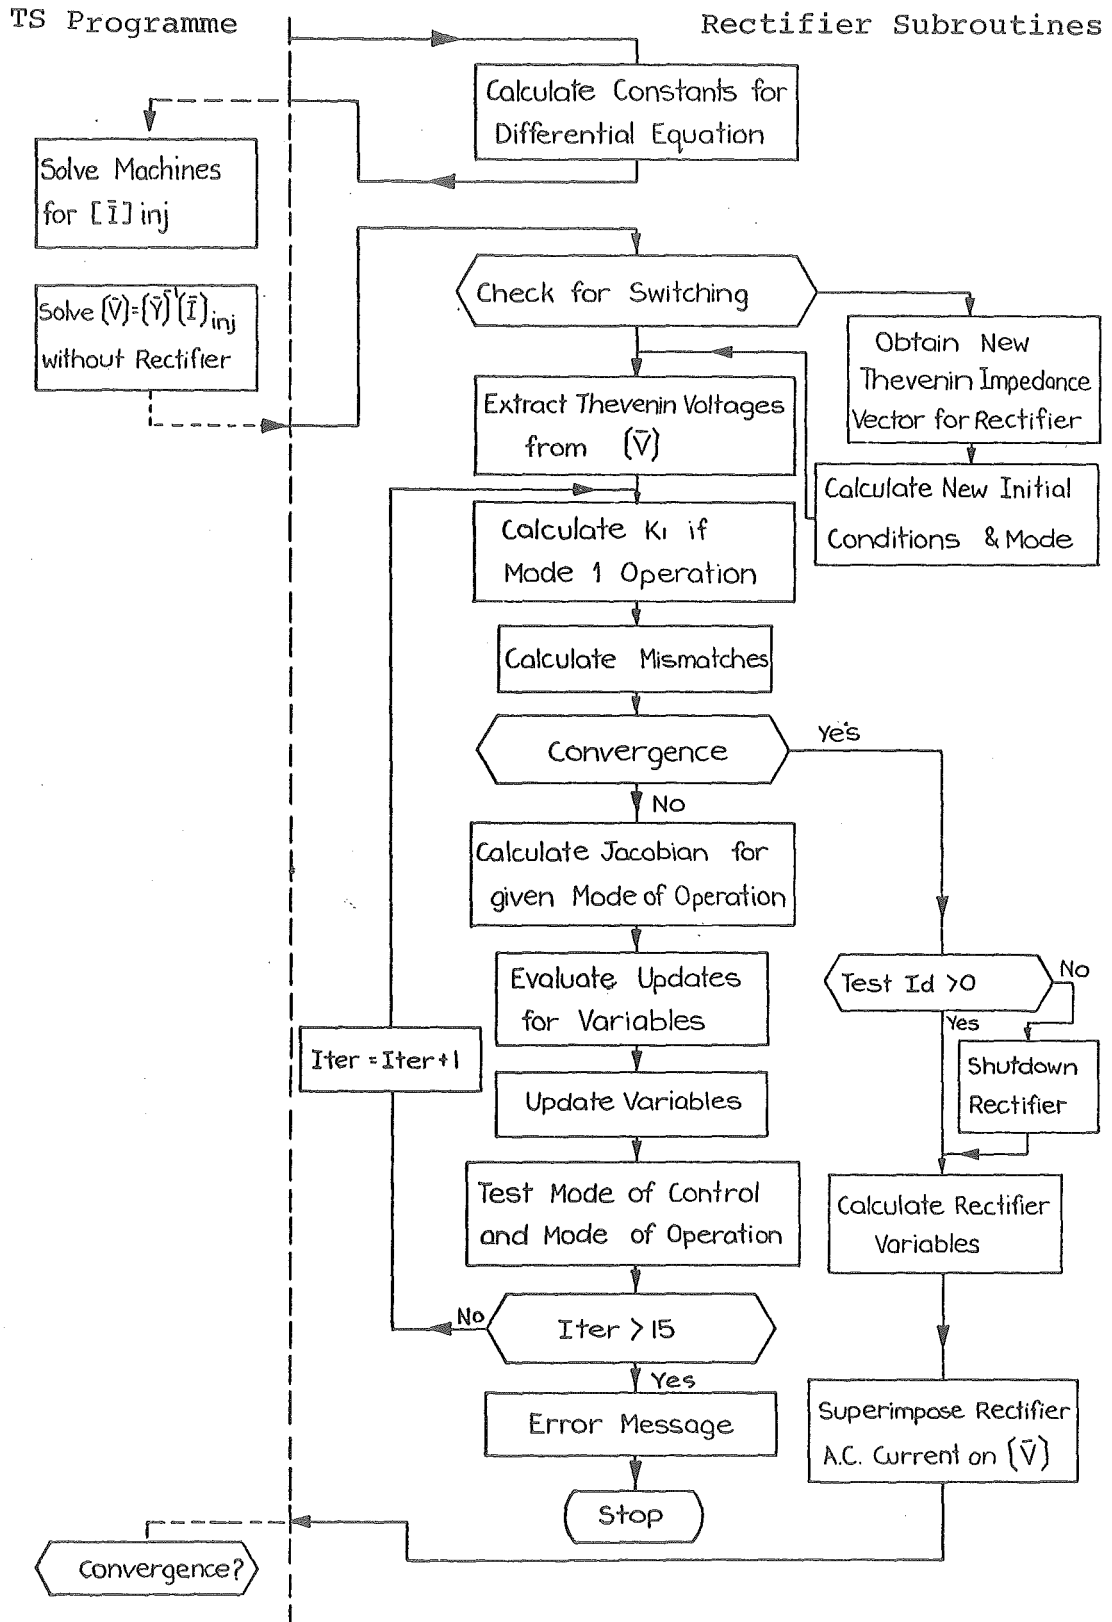 TS Programme
Rectifier Subroutines
Calculate Constants for
Differential Equation
Solve Machines
for [Ī] inj
Solve (V̄)=(Ȳ)⁻¹(Ī)inj
without Rectifier
Check for Switching
Obtain New
Thevenin Impedance
Vector for Rectifier
Extract Thevenin Voltages
from (V̄)
Calculate New Initial
Conditions & Mode
Calculate K1 if
Mode 1 Operation
Calculate Mismatches
Convergence
Yes
No
Calculate Jacobian for
given Mode of Operation
Test Id >0
No
Yes
Evaluate Updates
for Variables
Iter = Iter+1
Shutdown
Rectifier
Update Variables
Test Mode of Control
and Mode of Operation
Calculate Rectifier
Variables
No
Iter > 15
Yes
Error Message
Superimpose Rectifier
A.C. Current on (V̄)
Stop
Convergence?